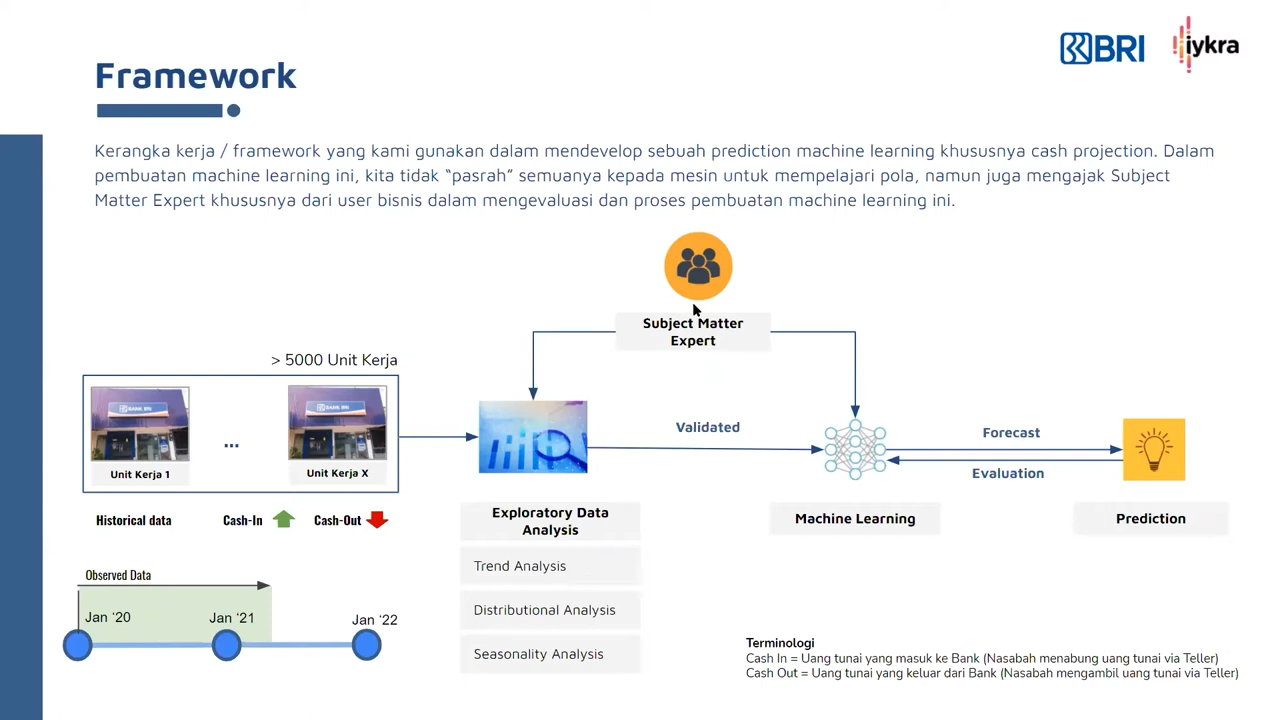 BRI
iykra
Framework
Kerangka kerja / framework yang kami gunakan dalam mendevelop sebuah prediction machine learning khususnya cash projection. Dalam
pembuatan machine learning ini, kita tidak “pasrah” semuanya kepada mesin untuk mempelajari pola, namun juga mengajak Subject
Matter Expert khususnya dari user bisnis dalam mengevaluasi dan proses pembuatan machine learning ini.
Subject Matter
Expert
> 5000 Unit Kerja
BANK BRI
BANK BRI
...
Unit Kerja 1
Unit Kerja X
Validated
Forecast
Evaluation
Historical data
Cash-In
Cash-Out
Exploratory Data
Analysis
Machine Learning
Prediction
Trend Analysis
Distributional Analysis
Seasonality Analysis
Observed Data
Jan ‘20
Jan ‘21
Jan ‘22
Terminologi
Cash In = Uang tunai yang masuk ke Bank (Nasabah menabung uang tunai via Teller)
Cash Out = Uang tunai yang keluar dari Bank (Nasabah mengambil uang tunai via Teller)